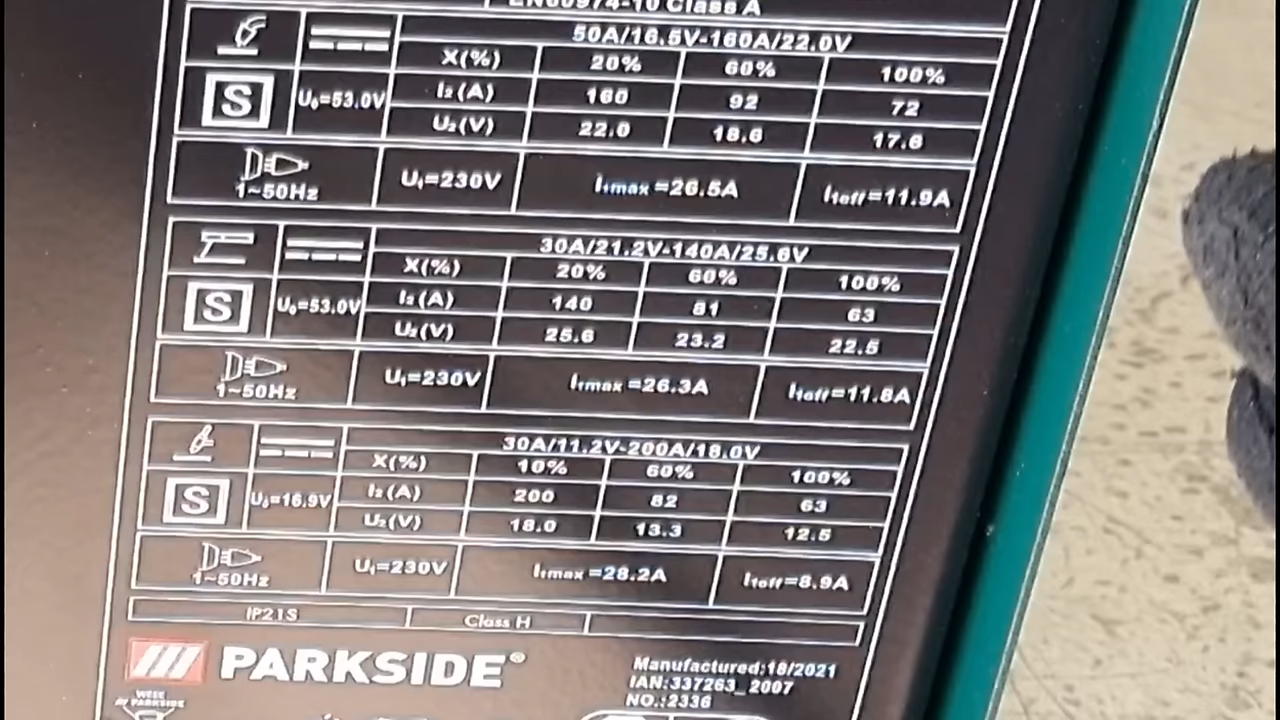 EN60974-10 Class A
50A/16.5V-160A/22.0V
X(%) 20% 60% 100%
S U₀=53.0V I₂(A) 160 92 72
U₂(V) 22.0 18.6 17.8
1~50Hz U₁=230V I₁max=26.5A I₁eff=11.9A
30A/21.2V-140A/25.6V
X(%) 20% 60% 100%
S U₀=53.0V I₂(A) 140 81 63
U₂(V) 25.6 23.2 22.5
1~50Hz U₁=230V I₁max=26.3A I₁eff=11.8A
30A/11.2V-200A/18.0V
X(%) 10% 60% 100%
S U₀=16.9V I₂(A) 200 82 63
U₂(V) 18.0 13.3 12.5
1~50Hz U₁=230V I₁max=28.2A I₁eff=8.9A
IP21S Class H
PARKSIDE®
Manufactured:18/2021
IAN:337263_2007
NO.:2336